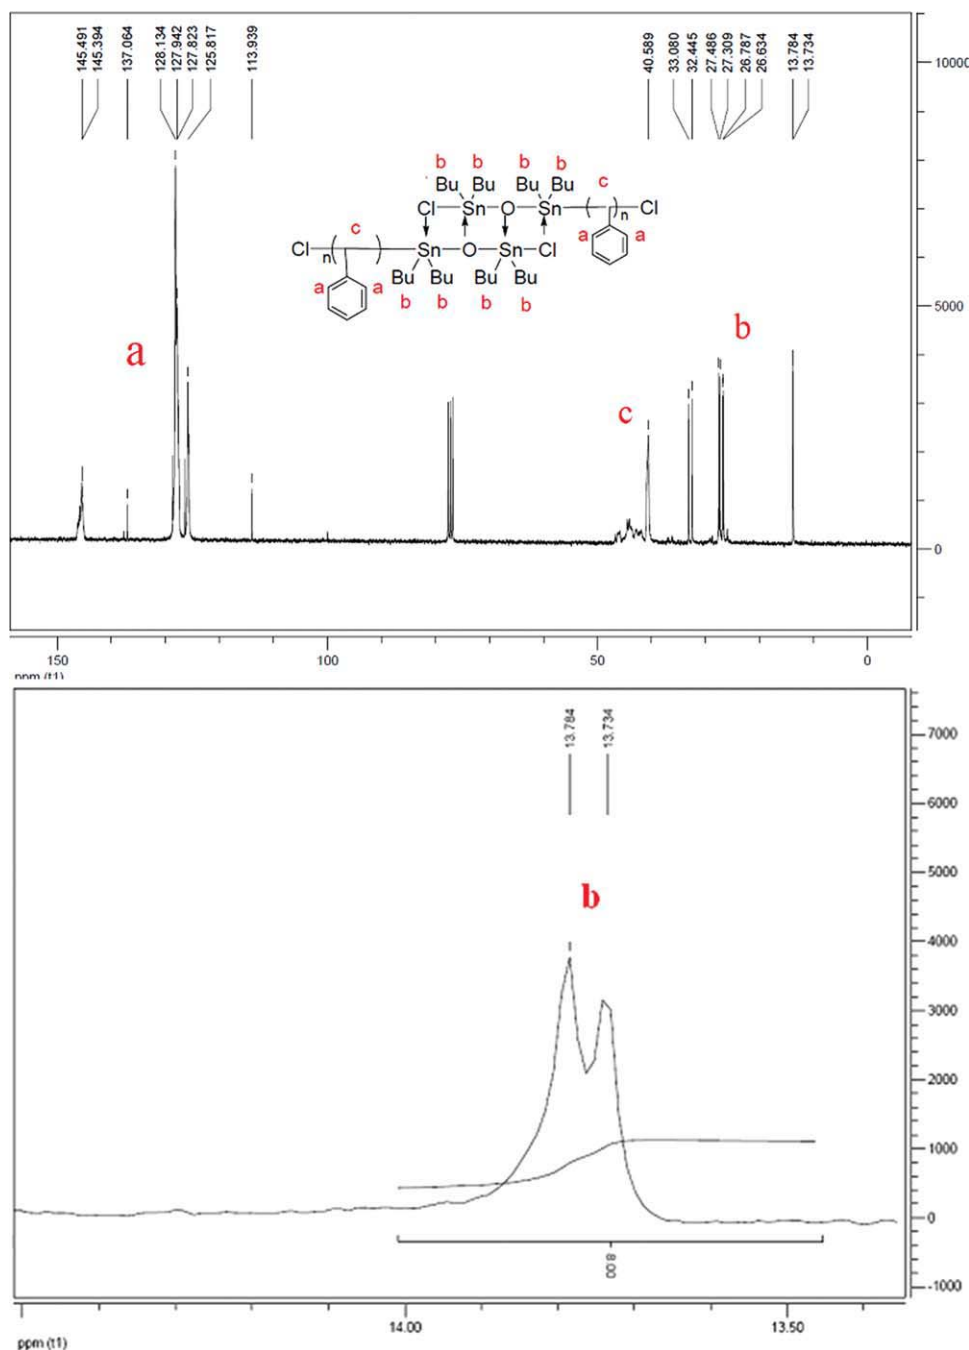 145.491
145.394
137.064
128.134
127.942
127.823
125.817
113.939
40.589
33.080
32.445
27.486
27.309
26.787
26.634
13.784
13.734
10000
5000
0
b b b b c
Bu Bu Bu Bu
Cl Sn O Sn n Cl
a a
c
Cl n Sn O Sn Cl
a a Bu Bu Bu Bu
b b b b
a
b
c
150 100 50 0
ppm (t1)
13.784
13.734
7000
6000
5000
4000
3000
2000
1000
0
-1000
b
8.00
14.00 13.50
ppm (t1)